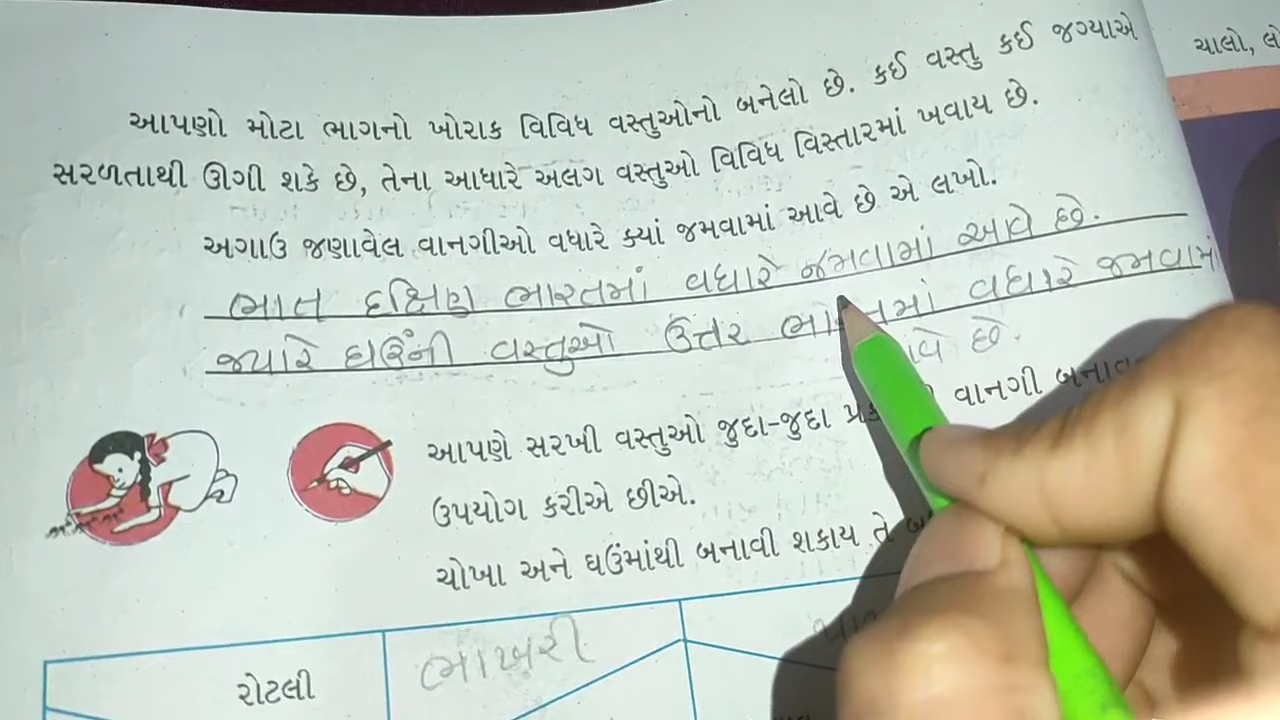 ચાલો, લો
આપણો મોટા ભાગનો ખોરાક વિવિધ વસ્તુઓનો બનેલો છે. કઈ વસ્તુ કઈ જગ્યાએ
સરળતાથી ઊગી શકે છે, તેના આધારે અલગ વસ્તુઓ વિવિધ વિસ્તારમાં ખવાય છે.
અગાઉ જણાવેલ વાનગીઓ વધારે ક્યાં જમવામાં આવે છે એ લખો.
ભાત દક્ષિણ ભારતમાં વધારે જમવામાં આવે છે.
જ્યારે ઘઉંની વસ્તુઓ ઉત્તર ભારતમાં વધારે જમવામાં
છે.
આપણે સરખી વસ્તુઓ જુદા-જુદા વાનગી
ઉપયોગ કરીએ છીએ.
ચોખા અને ઘઉંમાંથી બનાવી શકાય તે
રોટલી
ભાખરી